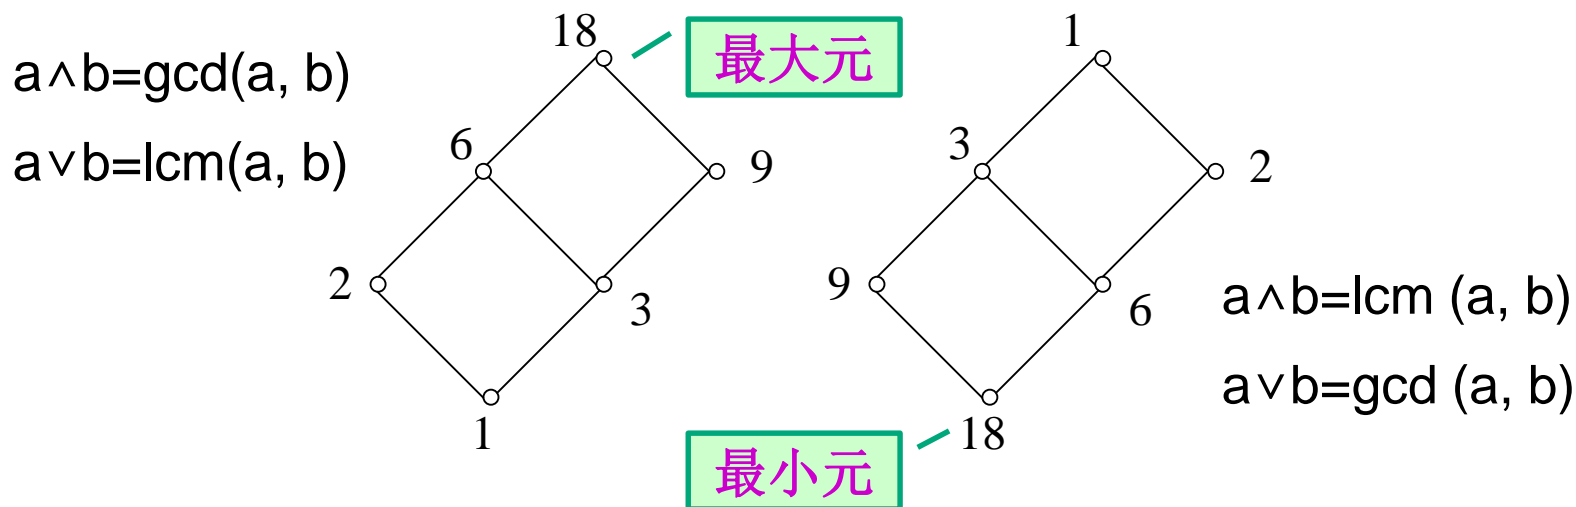 18
最大元
1
a∧b=gcd(a, b)
6
3
a∨b=lcm(a, b)
9
2
2
3
9
6
a∧b=lcm (a, b)
a∨b=gcd (a, b)
1
18
最小元